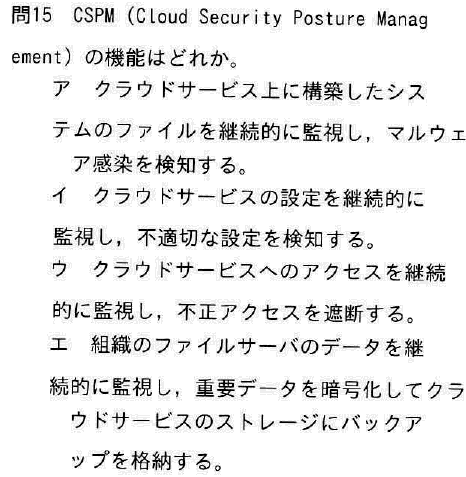 問15　CSPM（Cloud Security Posture Manag
ement）の機能はどれか。
ア　クラウドサービス上に構築したシス
テムのファイルを継続的に監視し，マルウェ
ア感染を検知する。
イ　クラウドサービスの設定を継続的に
監視し，不適切な設定を検知する。
ウ　クラウドサービスへのアクセスを継続
的に監視し，不正アクセスを遮断する。
エ　組織のファイルサーバのデータを継
続的に監視し，重要データを暗号化してクラ
ウドサービスのストレージにバックア
ップを格納する。